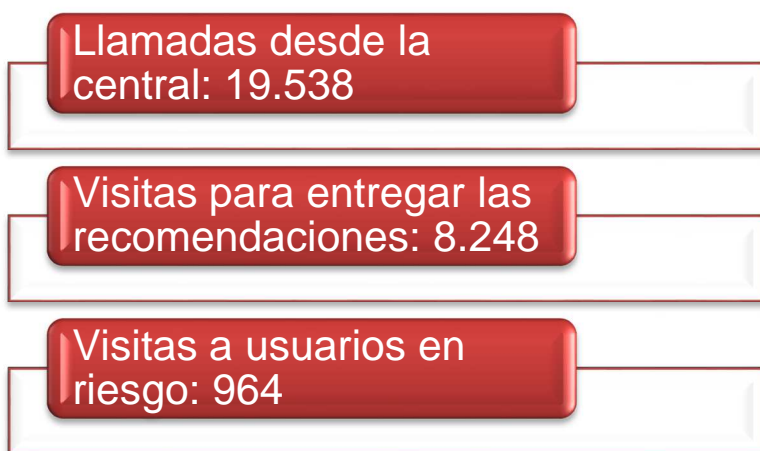 Llamadas desde la
central: 19.538
Visitas para entregar las
recomendaciones: 8.248
Visitas a usuarios en
riesgo: 964